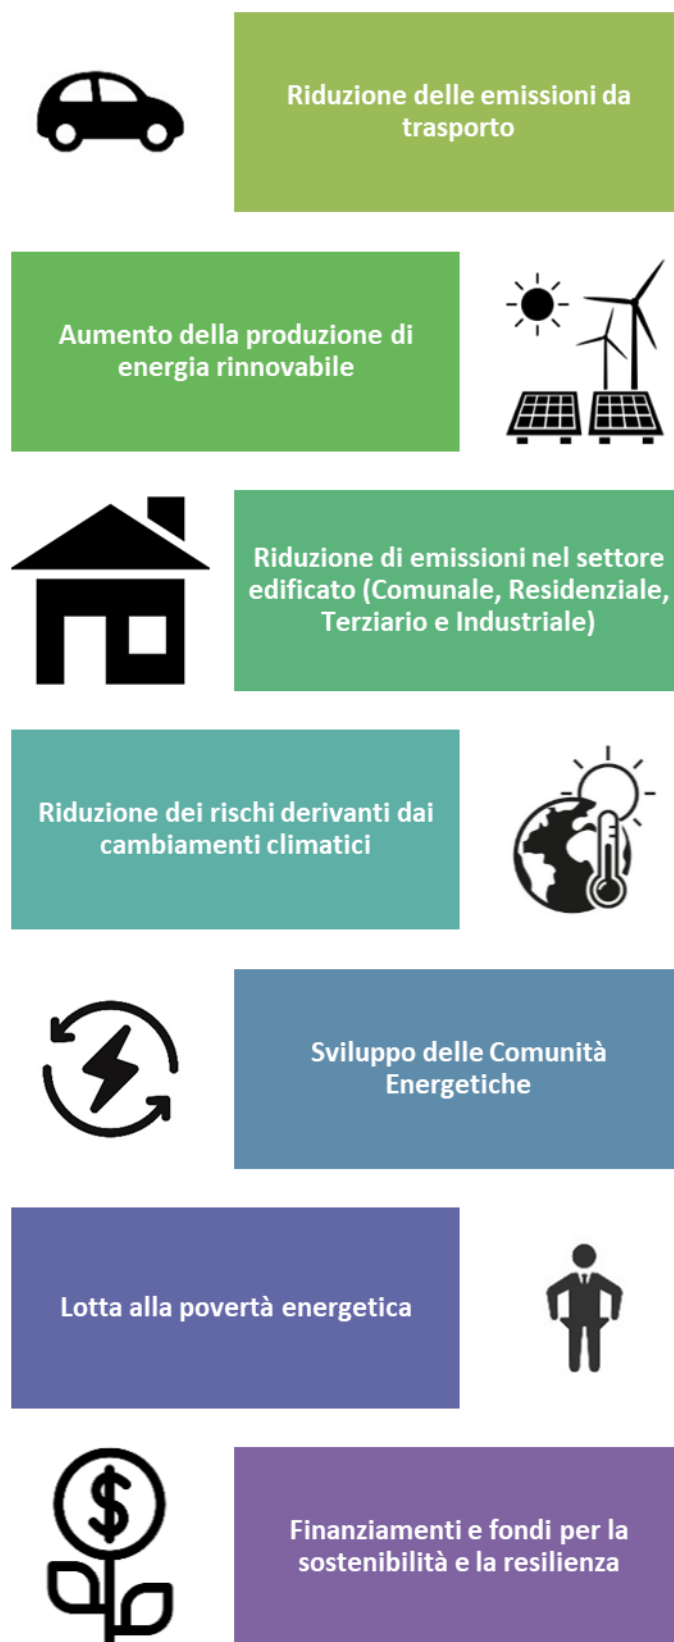 Riduzione delle emissioni da
trasporto
Aumento della produzione di
energia rinnovabile
Riduzione di emissioni nel settore
edificato (Comunale, Residenziale,
Terziario e Industriale)
Riduzione dei rischi derivanti dai
cambiamenti climatici
Sviluppo delle Comunità
Energetiche
Lotta alla povertà energetica
$
Finanziamenti e fondi per la
sostenibilità e la resilienza